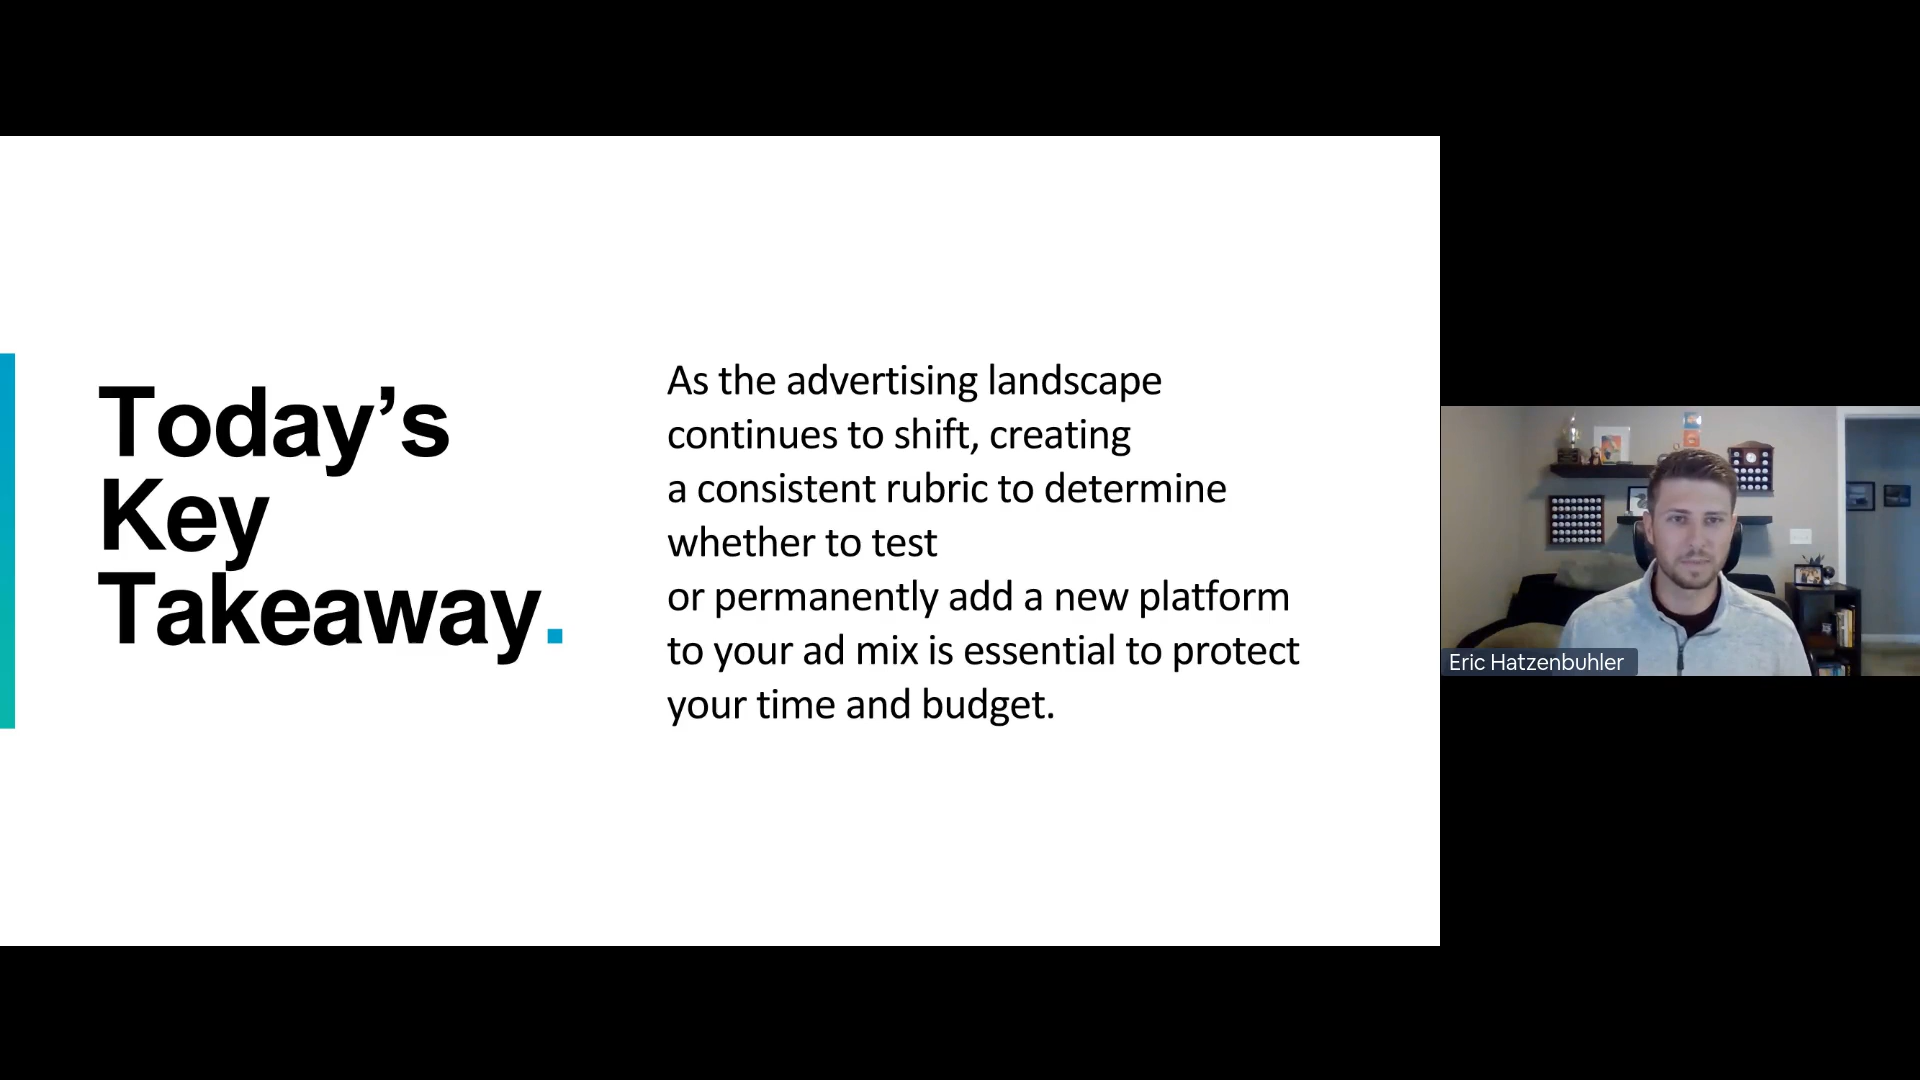 Today’s
Key
Takeaway.
As the advertising landscape
continues to shift, creating
a consistent rubric to determine
whether to test
or permanently add a new platform
to your ad mix is essential to protect
your time and budget.
Eric Hatzenbuhler